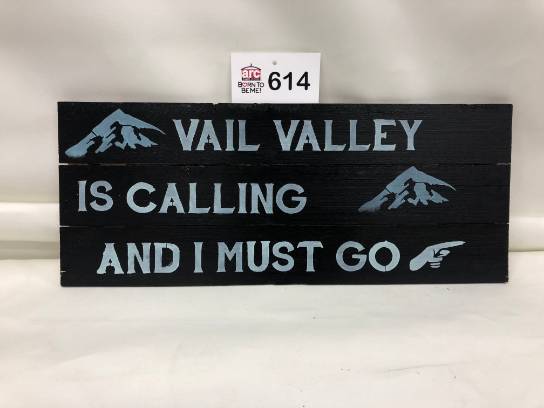 arc
BORN TO
BE ME!
614
VAIL VALLEY
IS CALLING
AND I MUST GO